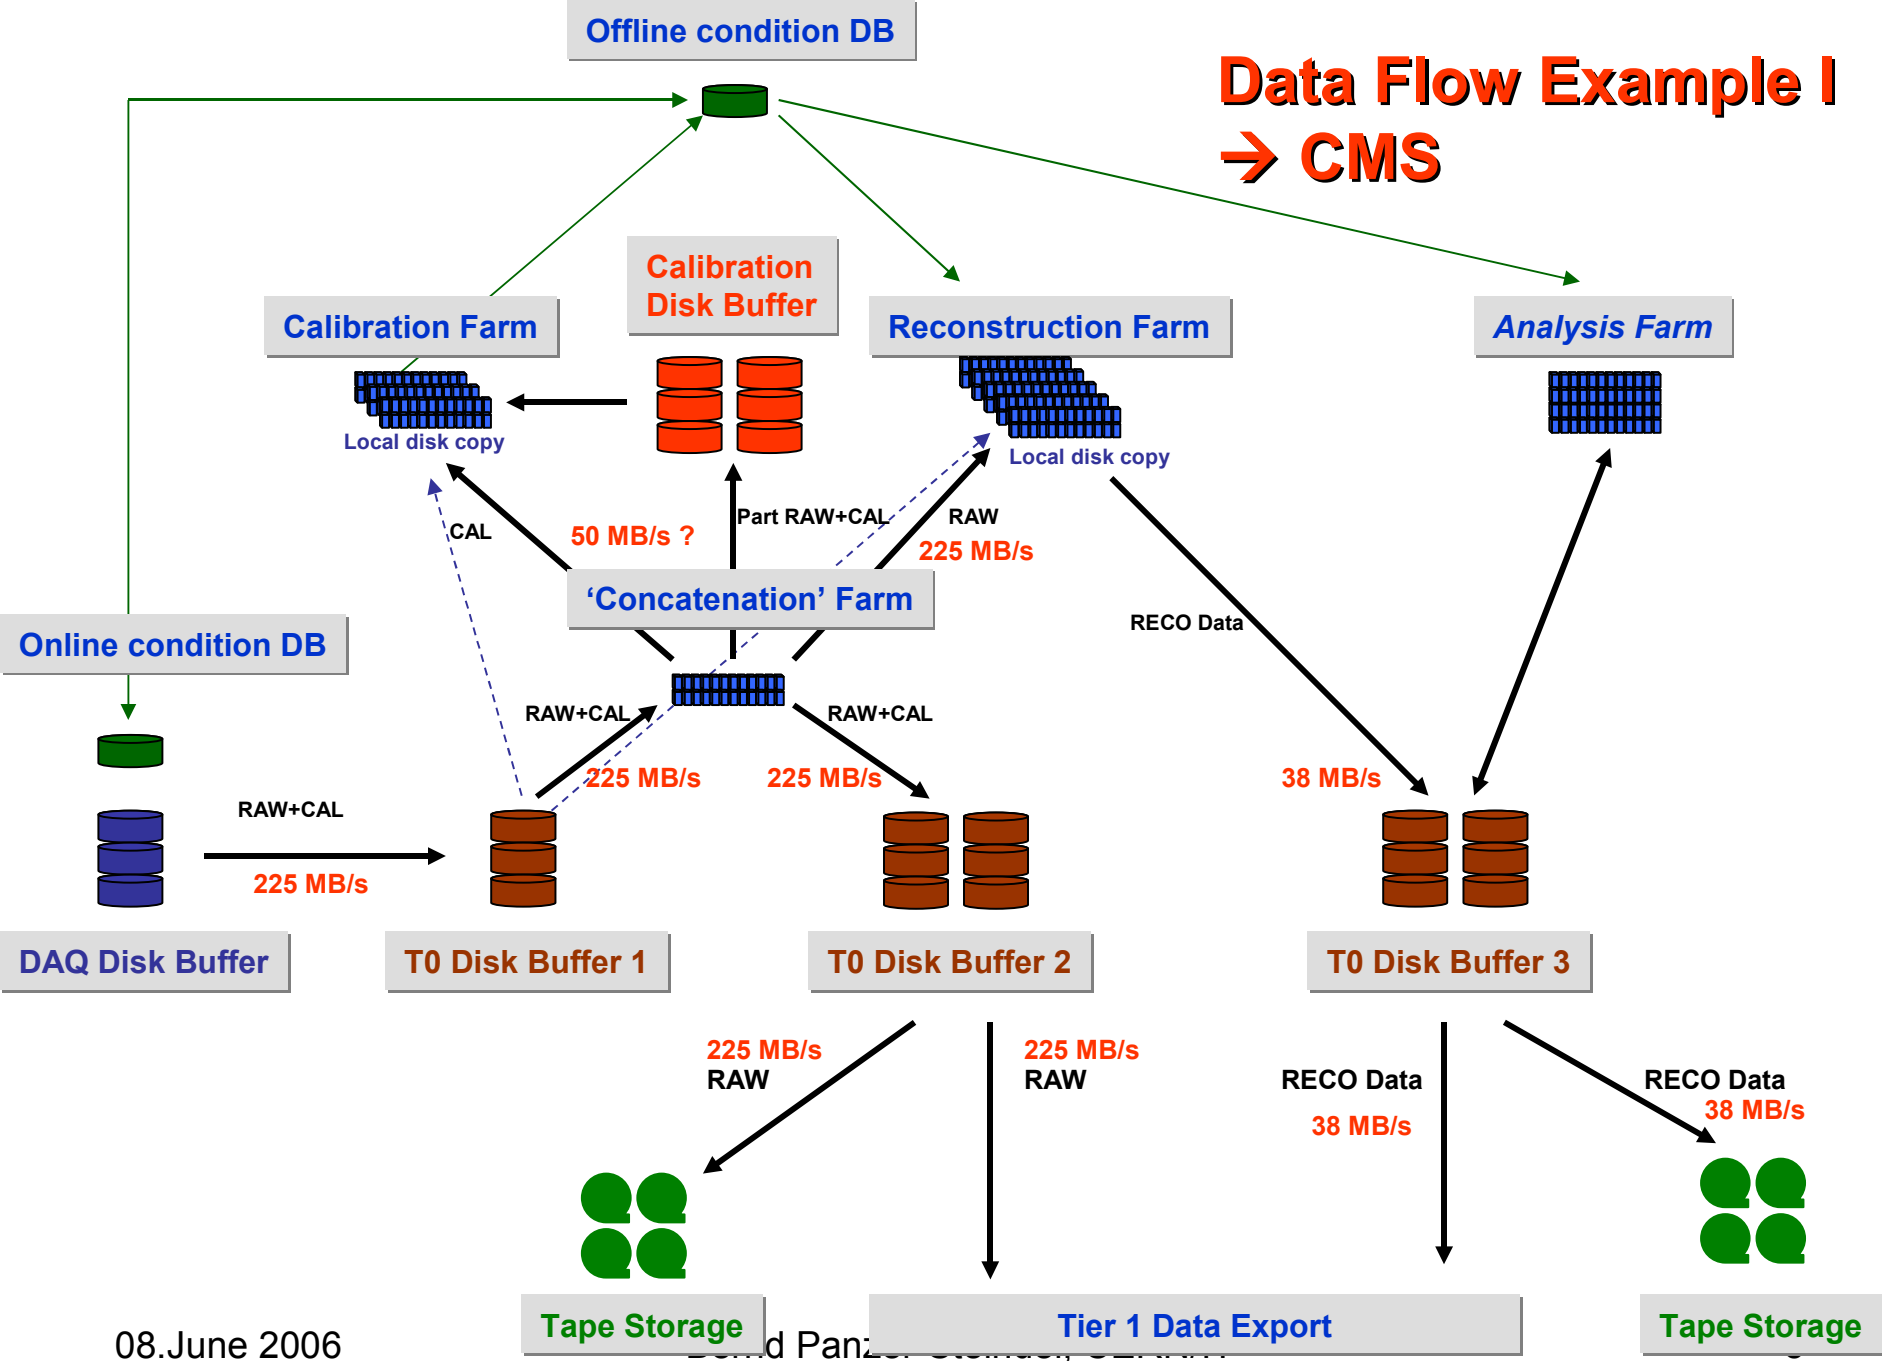 Offline condition DB
Data Flow Example I
→ CMS
Calibration
Disk Buffer
Calibration Farm
Reconstruction Farm
Analysis Farm
Local disk copy
Local disk copy
CAL
50 MB/s ?
Part RAW+CAL
RAW
225 MB/s
‘Concatenation’ Farm
RECO Data
Online condition DB
RAW+CAL
RAW+CAL
225 MB/s
225 MB/s
38 MB/s
RAW+CAL
225 MB/s
DAQ Disk Buffer
T0 Disk Buffer 1
T0 Disk Buffer 2
T0 Disk Buffer 3
225 MB/s
RAW
225 MB/s
RAW
RECO Data
38 MB/s
RECO Data
38 MB/s
Tape Storage
Tier 1 Data Export
Tape Storage
08.June 2006